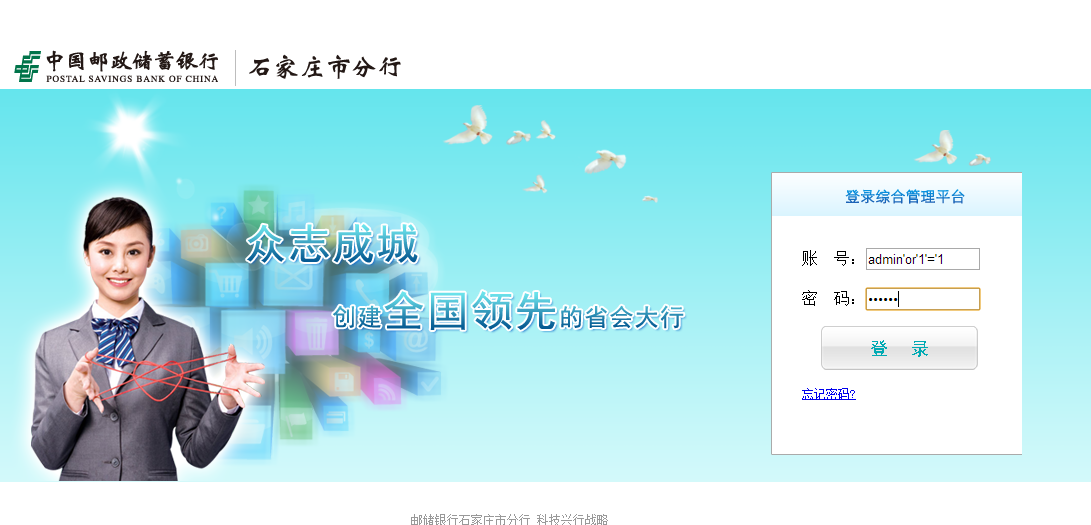 中国邮政储蓄银行
POSTAL SAVINGS BANK OF CHINA
石家庄市分行
众志成城
创建全国领先的省会大行
登录综合管理平台
账 号： admin'or'1'='1
密 码： ••••••
登 录
忘记密码?
邮储银行石家庄市分行 科技兴行战略